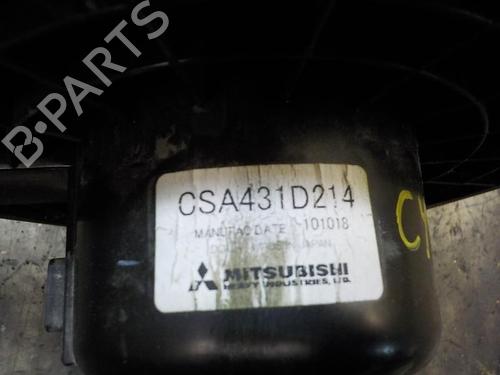 B-PARTS
CSA431D214
MANUFAC DATE 101018
JAPAN
MITSUBISHI
HEAVY INDUSTRIES, LTD.